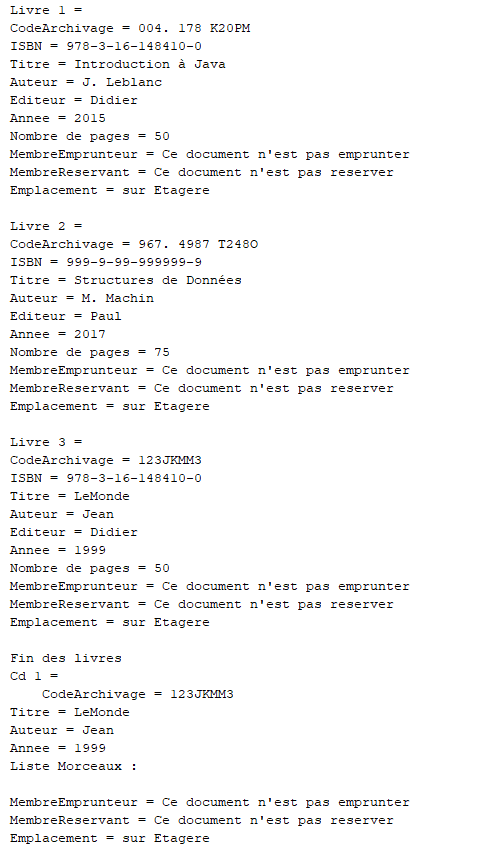 Livre 1 =
CodeArchivage = 004. 178 K20PM
ISBN = 978-3-16-148410-0
Titre = Introduction à Java
Auteur = J. Leblanc
Editeur = Didier
Annee = 2015
Nombre de pages = 50
MembreEmprunteur = Ce document n'est pas emprunter
MembreReservant = Ce document n'est pas reserver
Emplacement = sur Etagere

Livre 2 =
CodeArchivage = 967. 4987 T248O
ISBN = 999-9-99-999999-9
Titre = Structures de Données
Auteur = M. Machin
Editeur = Paul
Annee = 2017
Nombre de pages = 75
MembreEmprunteur = Ce document n'est pas emprunter
MembreReservant = Ce document n'est pas reserver
Emplacement = sur Etagere

Livre 3 =
CodeArchivage = 123JKMM3
ISBN = 978-3-16-148410-0
Titre = LeMonde
Auteur = Jean
Editeur = Didier
Annee = 1999
Nombre de pages = 50
MembreEmprunteur = Ce document n'est pas emprunter
MembreReservant = Ce document n'est pas reserver
Emplacement = sur Etagere

Fin des livres
Cd 1 =
    CodeArchivage = 123JKMM3
Titre = LeMonde
Auteur = Jean
Annee = 1999
Liste Morceaux :

MembreEmprunteur = Ce document n'est pas emprunter
MembreReservant = Ce document n'est pas reserver
Emplacement = sur Etagere